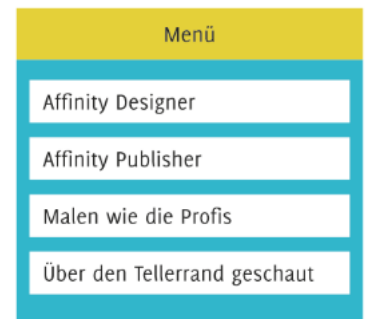 Menü
Affinity Designer
Affinity Publisher
Malen wie die Profis
Über den Tellerrand geschaut